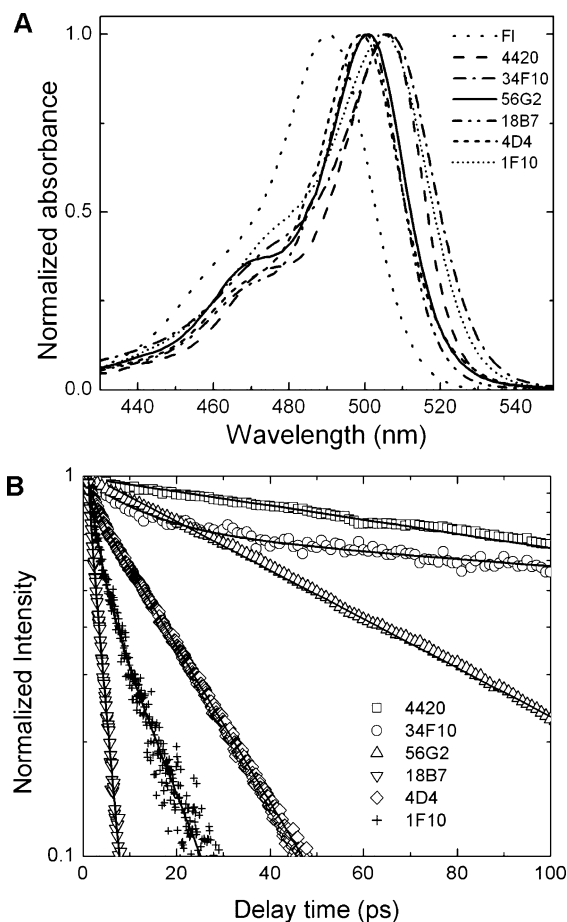 A
Normalized absorbance
1.0
0.5
0.0
FI
4420
34F10
56G2
18B7
4D4
1F10
440 460 480 500 520 540
Wavelength (nm)
B
Normalized Intensity
1
0.1
4420
34F10
56G2
18B7
4D4
1F10
0 20 40 60 80 100
Delay time (ps)